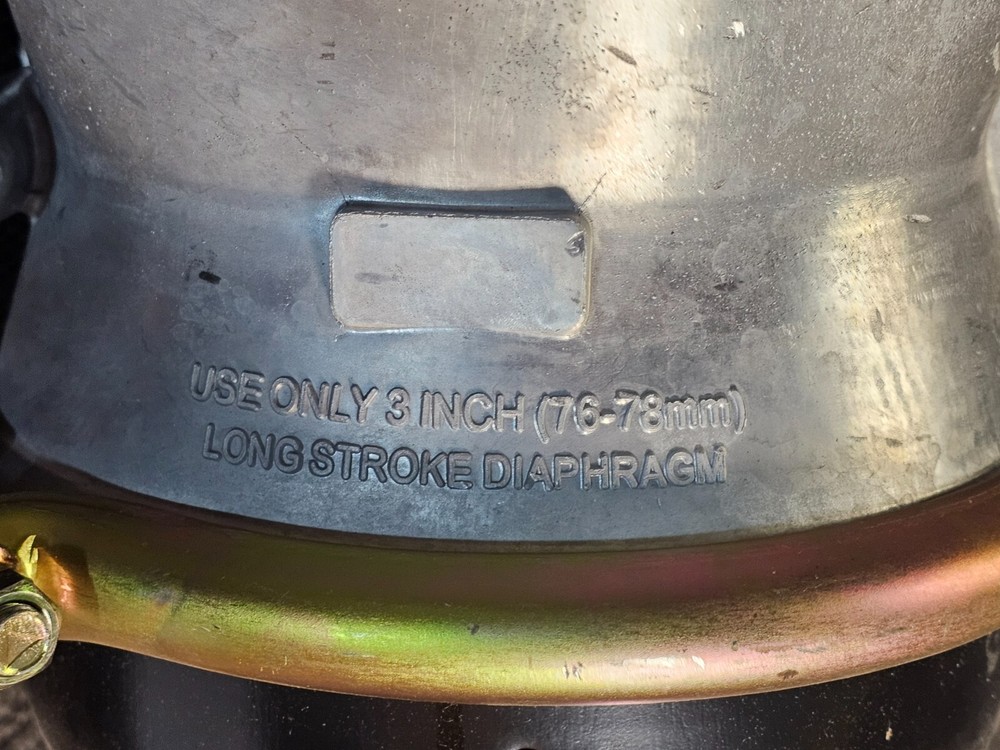 USE ONLY 3 INCH (76-78mm)
LONG STROKE DIAPHRAGM